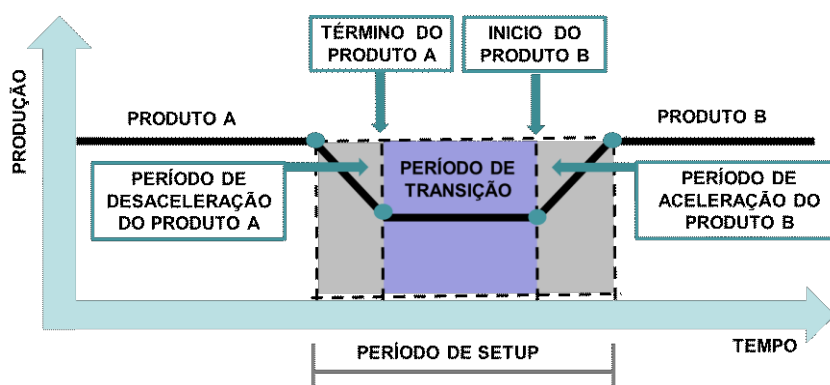 TÉRMINO DO
PRODUTO A
INICIO DO
PRODUTO B
PRODUÇÃO
PRODUTO A
PRODUTO B
PERÍODO DE
DESACELERAÇÃO
DO PRODUTO A
PERÍODO DE
TRANSIÇÃO
PERÍODO DE
ACELERAÇÃO DO
PRODUTO B
TEMPO
PERÍODO DE SETUP